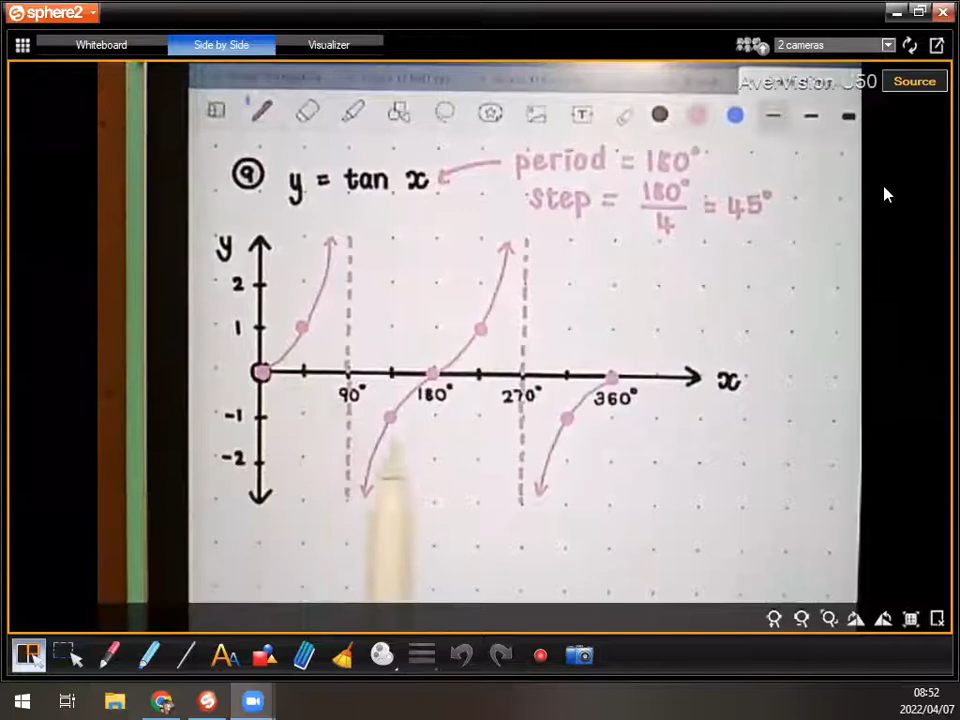 sphere2
Whiteboard Side by Side Visualizer 2 cameras
AverVision U50 Source
T
9 y = tan x period = 180°
step = 180°/4 = 45°
y
2
1
90° 180° 270° 360° x
-1
-2
08:52
2022/04/07